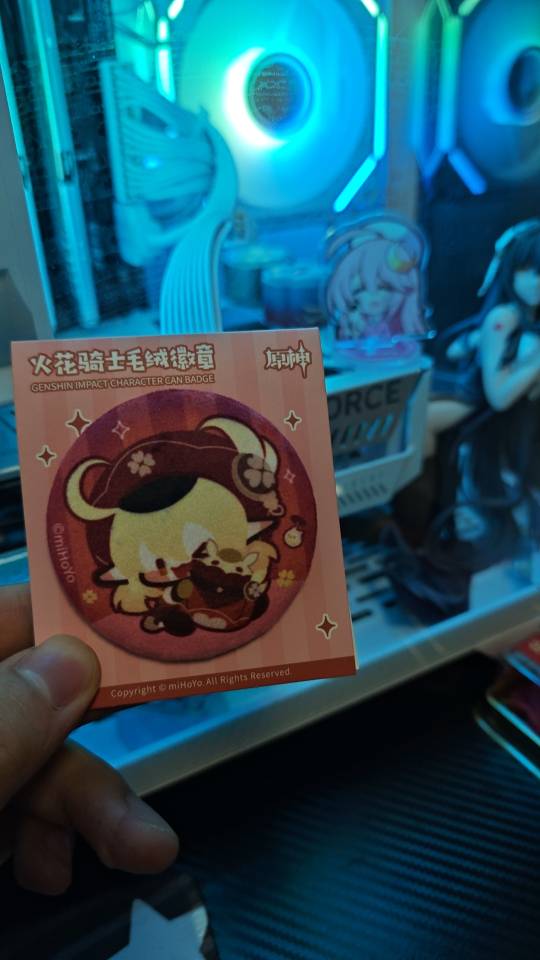 火花骑士毛绒徽章
原神
GENSHIN IMPACT CHARACTER CAN BADGE
©miHoYo
Copyright © miHoYo. All Rights Reserved.
ORCE